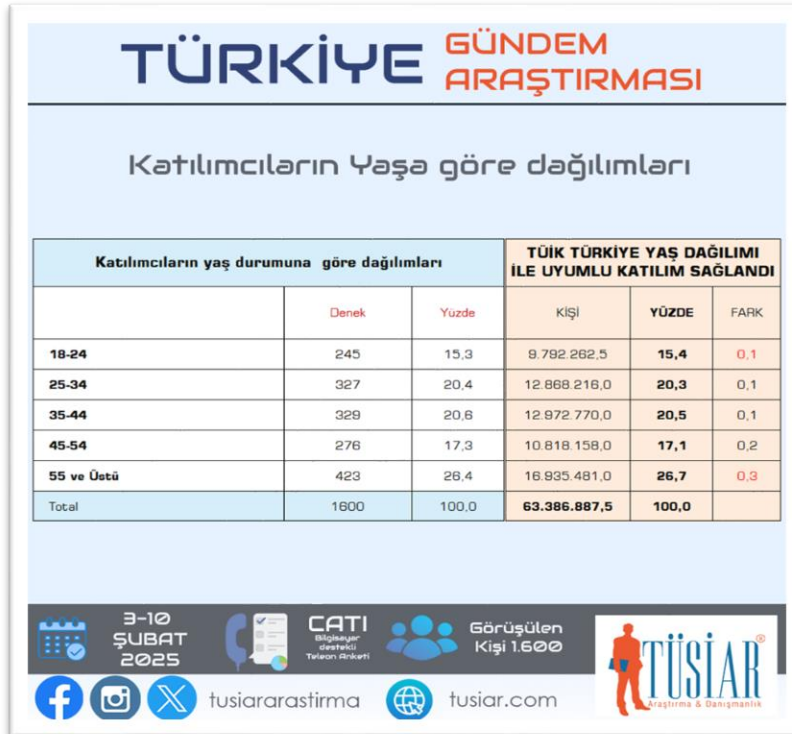 TÜRKİYE GÜNDEM ARAŞTIRMASI
Katılımcıların Yaşa göre dağılımları
Katılımcıların yaş durumuna göre dağılımları TÜİK TÜRKİYE YAŞ DAĞILIMI İLE UYUMLU KATILIM SAĞLANDI
Denek Yüzde KİŞİ YÜZDE FARK
18-24 245 15,3 9.792.262,5 15,4 0,1
25-34 327 20,4 12.868.216,0 20,3 0,1
35-44 329 20,6 12.972.770,0 20,5 0,1
45-54 276 17,3 10.818.158,0 17,1 0,2
55 ve Üstü 423 26,4 16.935.481,0 26,7 0,3
Total 1600 100,0 63.386.887,5 100,0
3-10
ŞUBAT
2025
CATI
Bilgisayar
destekli
Teleon Anketi
Görüşülen
Kişi 1.600
TÜSİAR®
Araştırma & Danışmanlık
tusiararastirma tusiar.com